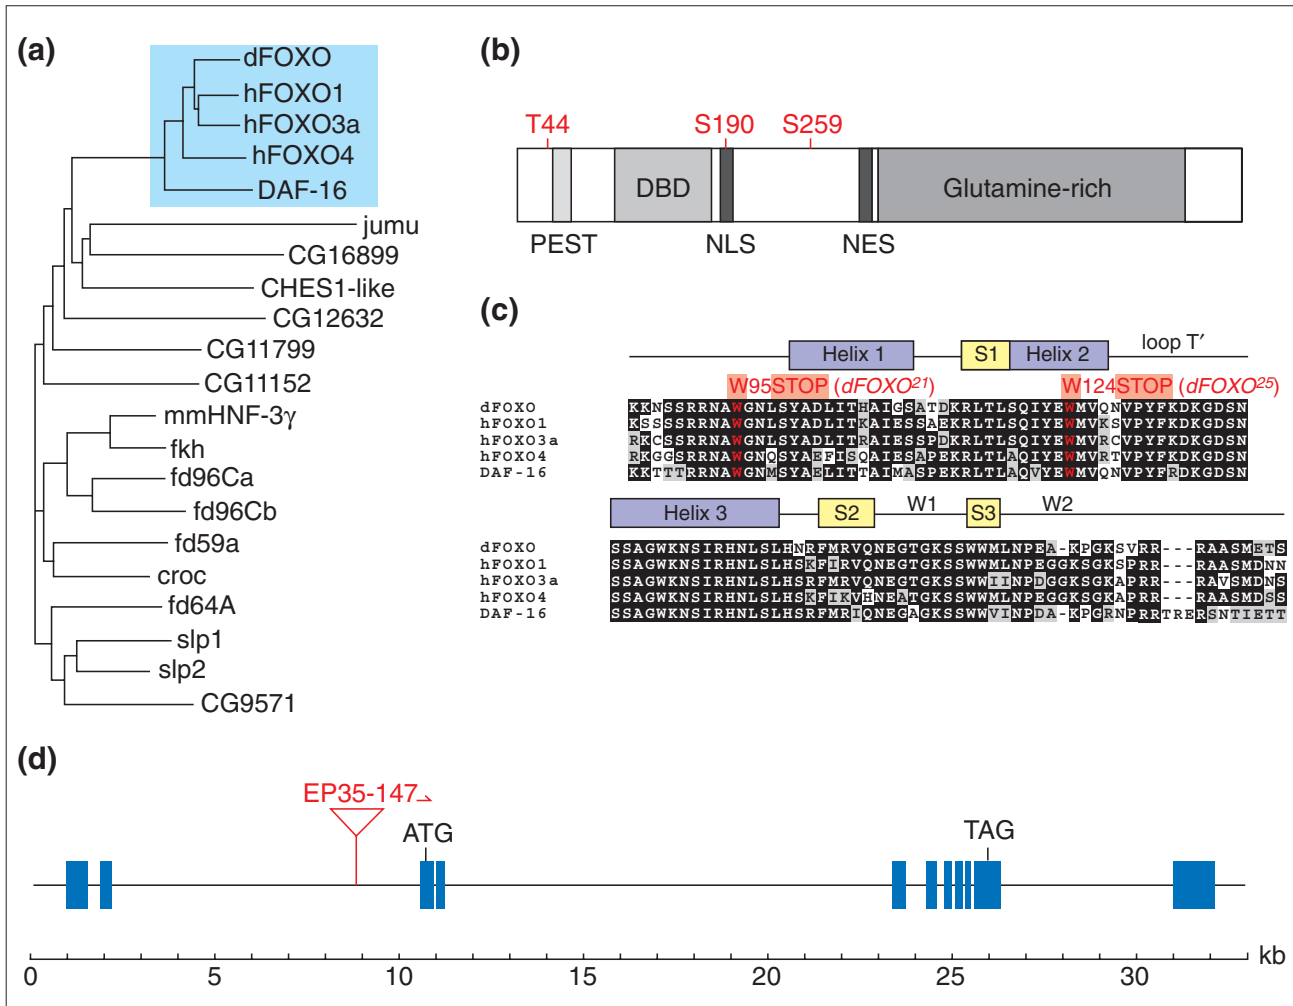 (a)
dFOXO
hFOXO1
hFOXO3a
hFOXO4
DAF-16
jumu
CG16899
CHES1-like
CG12632
CG11799
CG11152
mmHNF-3γ
fkh
fd96Ca
fd96Cb
fd59a
croc
fd64A
slp1
slp2
CG9571
(b)
T44 S190 S259
DBD Glutamine-rich
PEST NLS NES
(c)
Helix 1 S1 Helix 2 loop T′
W95STOP (dFOXO21) W124STOP (dFOXO25)
dFOXO KKNSSRRNAWGNLSYADLITHAIGSATDKRLTLSQIYEWMVQNVPYFKDKGDSN
hFOXO1 KSSSSRRNAWGNLSYADLITKAIESSAEKRLTLSQIYEWMVKSVPYFKDKGDSN
hFOXO3a RKCSSRRNAWGNLSYADLITRAIESSPDKRLTLSQIYEWMVRCVPYFKDKGDSN
hFOXO4 RKGGSRRNAWGNQSYAEFISQAIESAPEKRLTLAQIYEWMVRTVPYFKDKGDSN
DAF-16 KKTTTRRNAWGNMSYAELITTAIMASPEKRLTLAQVYEWMVQNVPYFRDKGDSN
Helix 3 S2 W1 S3 W2
dFOXO SSAGWKNSIRHNLSLHNRFMRVQNEGTGKSSWWMLNPEA-KPGKSVRR---RAASMETS
hFOXO1 SSAGWKNSIRHNLSLHSKFIRVQNEGTGKSSWWMLNPEGGKSGKSPRR---RAASMDNN
hFOXO3a SSAGWKNSIRHNLSLHSRFMRVQNEGTGKSSWWIINPDGGKSGKAPRR---RAVSMDNS
hFOXO4 SSAGWKNSIRHNLSLHSKFIKVHNEATGKSSWWMLNPEGGKSGKAPRR---RAASMDSS
DAF-16 SSAGWKNSIRHNLSLHSRFMRIQNEGAGKSSWWVINPDA-KPGRNPRRTRERSNTIETT
(d)
EP35-147
ATG TAG
0 5 10 15 20 25 30 kb